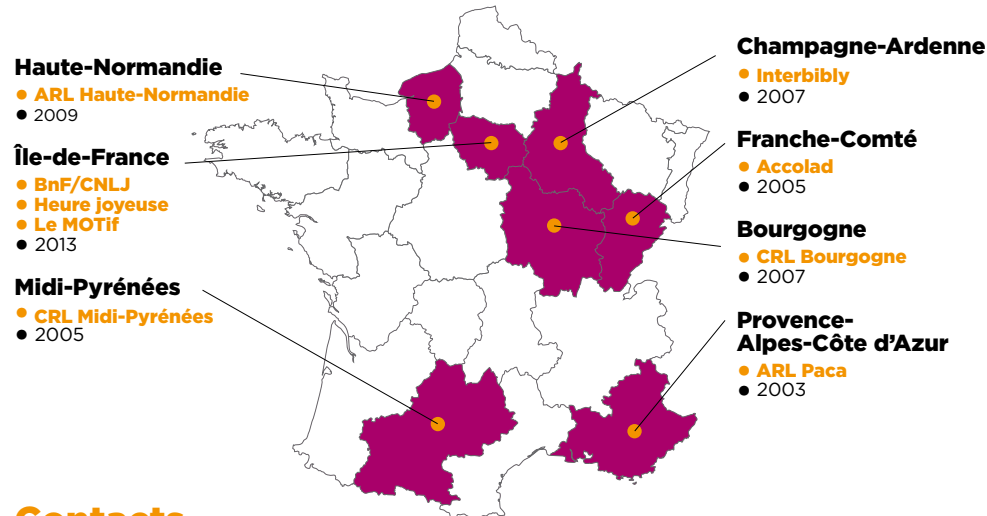 Haute-Normandie
● ARL Haute-Normandie
● 2009
Île-de-France
● BnF/CNLJ
● Heure joyeuse
● Le MOTif
● 2013
Midi-Pyrénées
● CRL Midi-Pyrénées
● 2005
Champagne-Ardenne
● Interbibly
● 2007
Franche-Comté
● Accolad
● 2005
Bourgogne
● CRL Bourgogne
● 2007
Provence-
Alpes-Côte d'Azur
● ARL Paca
● 2003
Contacts